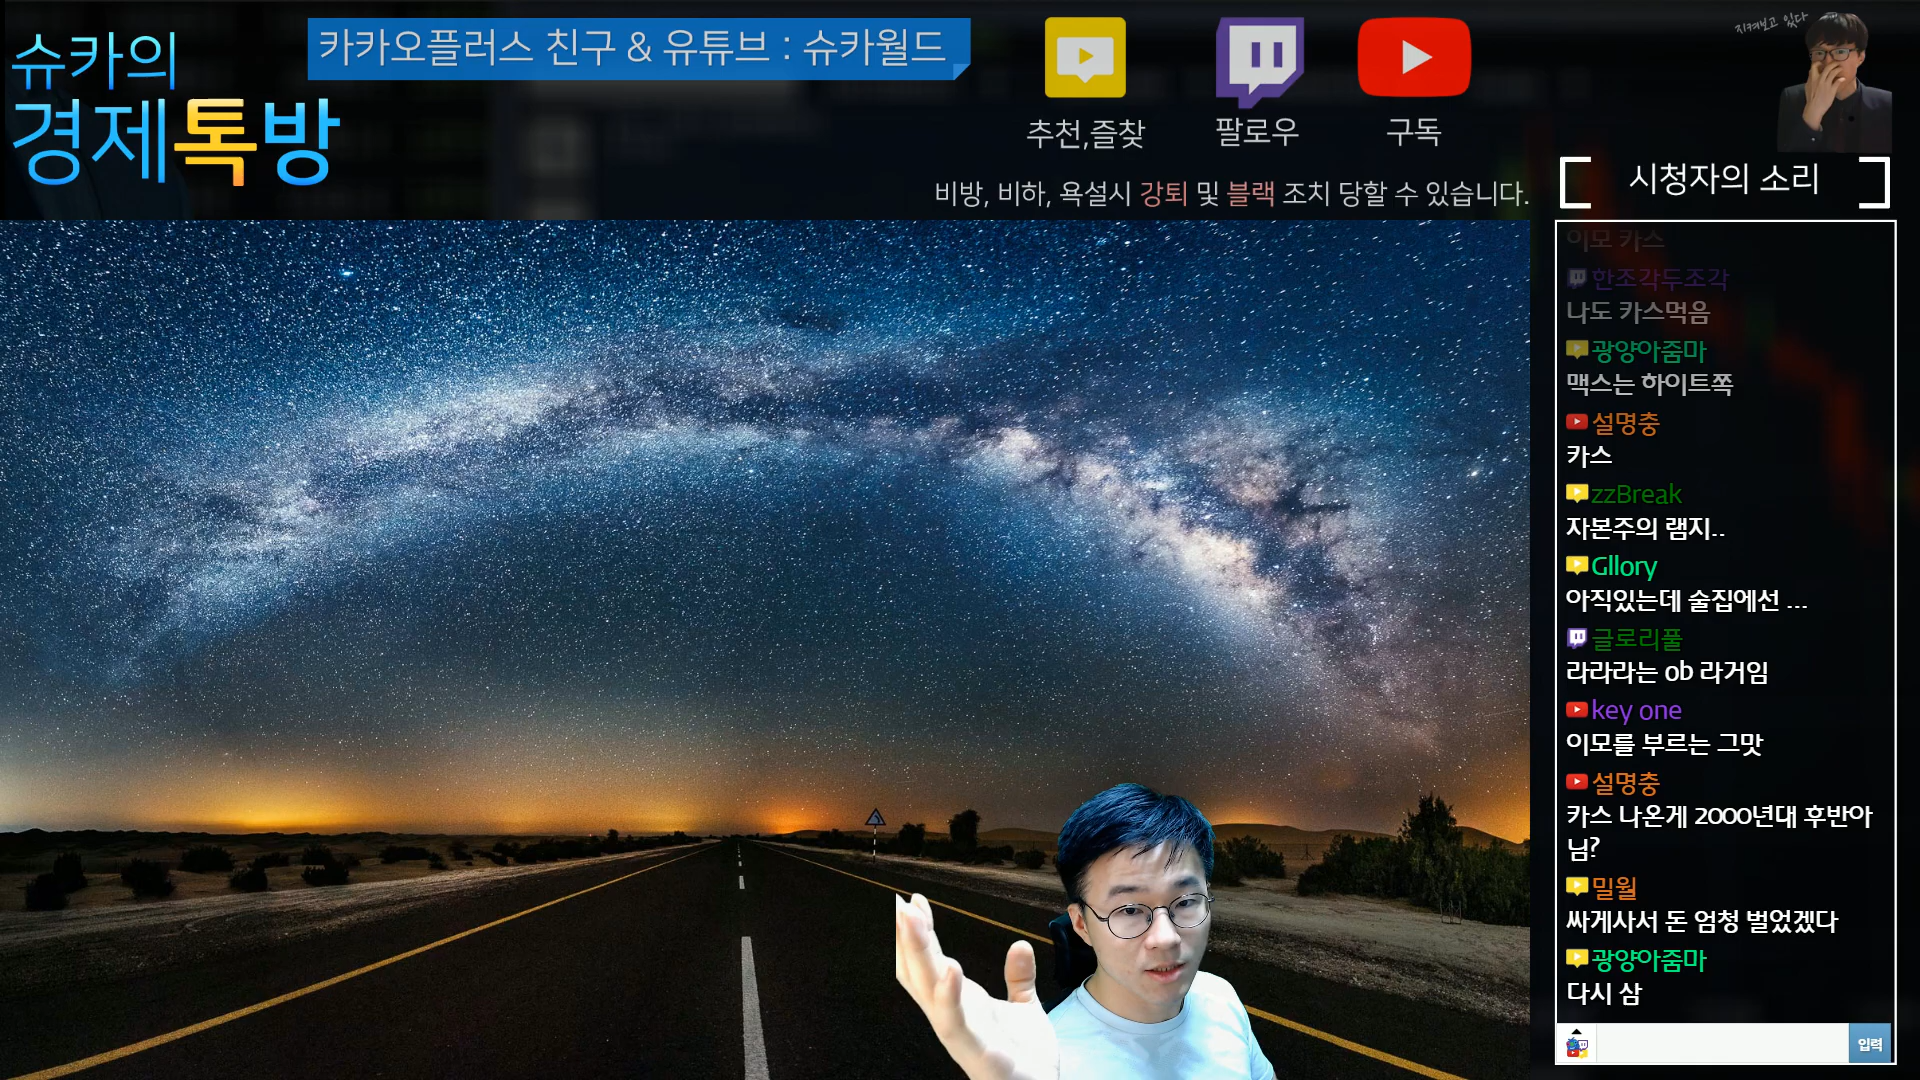 슈카의
경제톡방
카카오플러스 친구 & 유튜브 : 슈카월드
추천,즐찾
팔로우
구독
비방, 비하, 욕설시 강퇴 및 블랙 조치 당할 수 있습니다.
지켜보고 있다
시청자의 소리
이모 카스
한조각두조각
나도 카스먹음
광양아줌마
맥스는 하이트쪽
설명충
카스
zzBreak
자본주의 램지..
Gllory
아직있는데 술집에선 ...
글로리풀
라라라는 ob 라거임
key one
이모를 부르는 그맛
설명충
카스 나온게 2000년대 후반아
님?
밀월
싸게사서 돈 엄청 벌었겠다
광양아줌마
다시 삼
입력